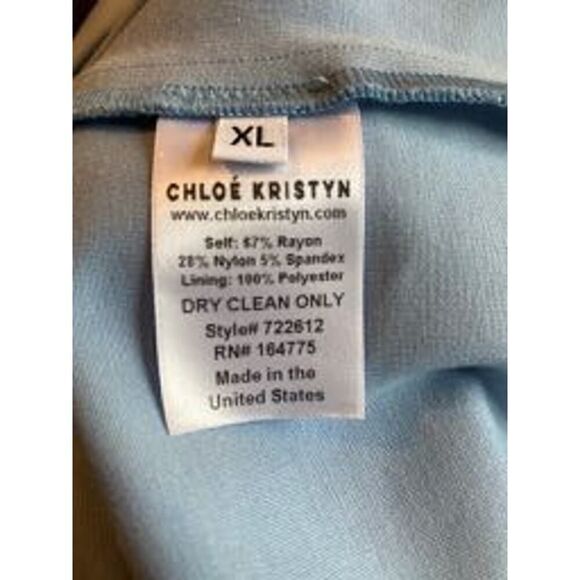 XL
CHLOÉ KRISTYN
www.chloekristyn.com
Self: 67% Rayon
28% Nylon 5% Spandex
Lining: 100% Polyester
DRY CLEAN ONLY
Style# 722612
RN# 164775
Made in the
United States